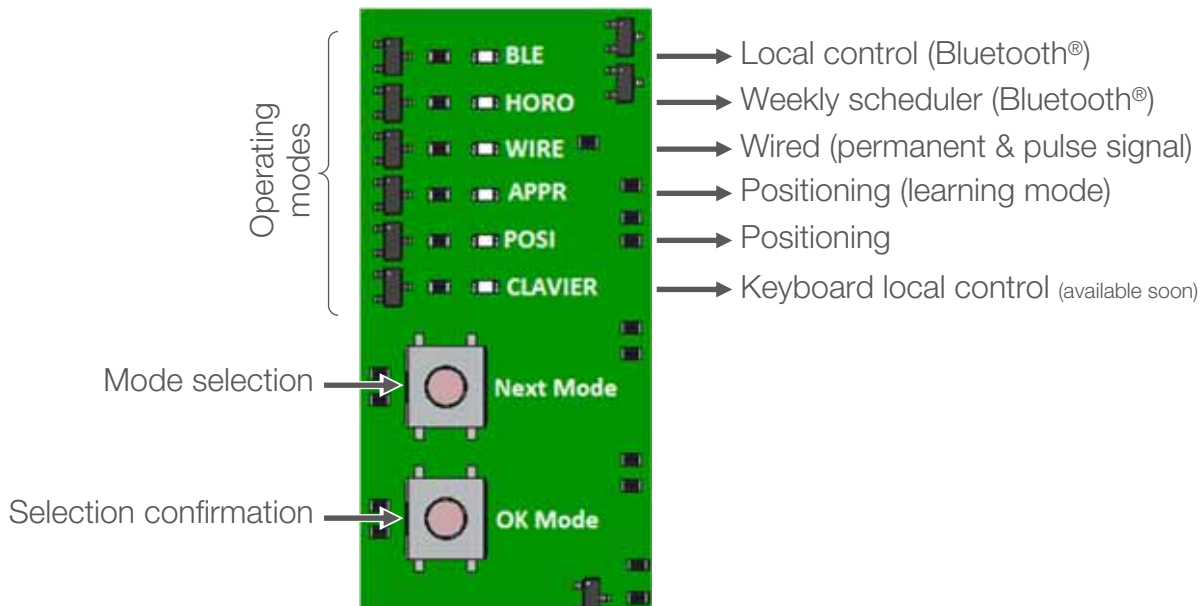 Operating
modes
BLE
Local control (Bluetooth®)
HORO
Weekly scheduler (Bluetooth®)
WIRE
Wired (permanent & pulse signal)
APPR
Positioning (learning mode)
POSI
Positioning
CLAVIER
Keyboard local control (available soon)
Mode selection
Next Mode
Selection confirmation
OK Mode